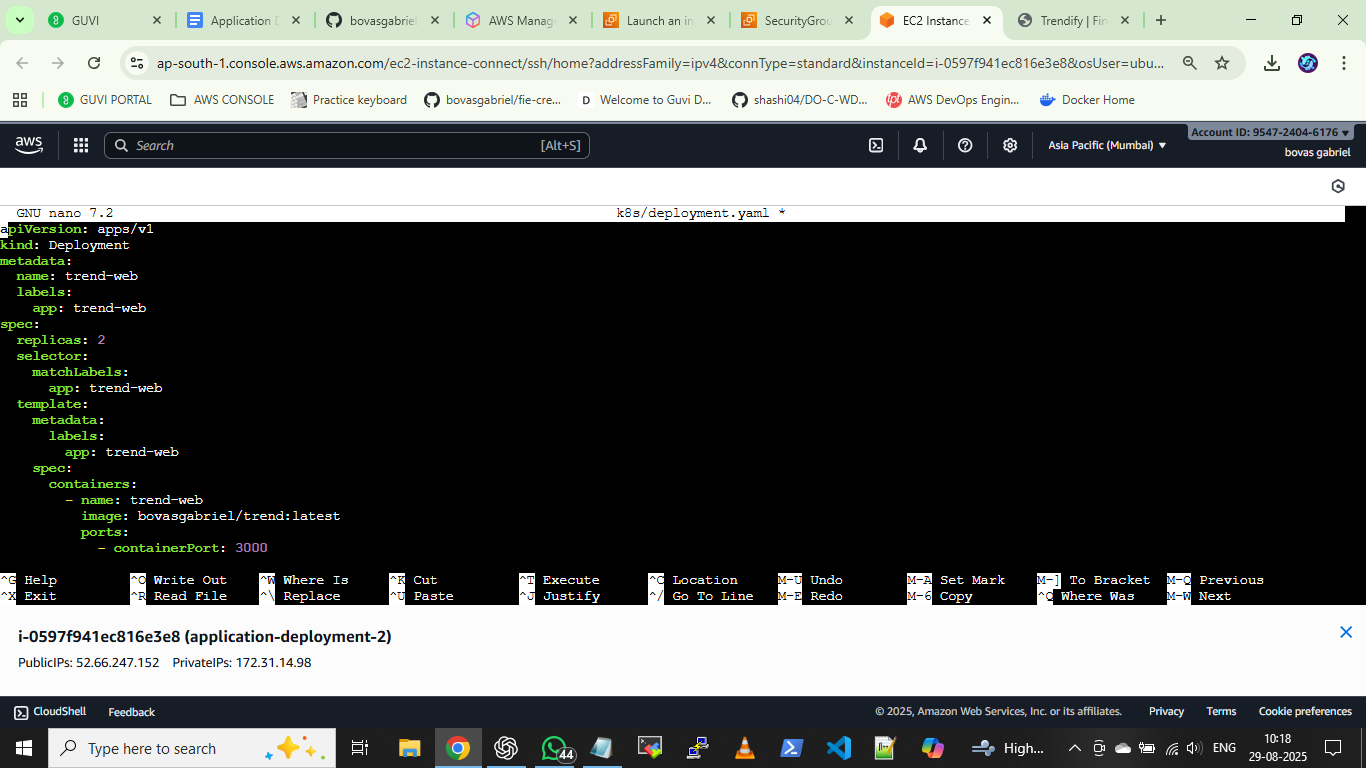 GUVI
Application D
bovasgabriel
AWS Manag
Launch an in
SecurityGrou
EC2 Instance
Trendify | Fin
ap-south-1.console.aws.amazon.com/ec2-instance-connect/ssh/home?addressFamily=ipv4&connType=standard&instanceId=i-0597f941ec816e3e8&osUser=ubu...
GUVI PORTAL
AWS CONSOLE
Practice keyboard
bovasgabriel/fie-cre...
Welcome to Guvi D...
shashi04/DO-C-WD...
AWS DevOps Engin...
Docker Home
aws
Search
[Alt+S]
Asia Pacific (Mumbai) ▼
Account ID: 9547-2404-6176 ▼
bovas gabriel
GNU nano 7.2 k8s/deployment.yaml *
apiVersion: apps/v1
kind: Deployment
metadata:
  name: trend-web
  labels:
    app: trend-web
spec:
  replicas: 2
  selector:
    matchLabels:
      app: trend-web
  template:
    metadata:
      labels:
        app: trend-web
    spec:
      containers:
        - name: trend-web
          image: bovasgabriel/trend:latest
          ports:
            - containerPort: 3000
^G Help ^O Write Out ^W Where Is ^K Cut ^T Execute ^C Location M-U Undo M-A Set Mark M-] To Bracket M-Q Previous
^X Exit ^R Read File ^\ Replace ^U Paste ^J Justify ^/ Go To Line M-E Redo M-6 Copy ^Q Where Was M-W Next
i-0597f941ec816e3e8 (application-deployment-2)
PublicIPs: 52.66.247.152 PrivateIPs: 172.31.14.98
CloudShell Feedback © 2025, Amazon Web Services, Inc. or its affiliates. Privacy Terms Cookie preferences
Type here to search
44
High...
ENG
10:18
29-08-2025